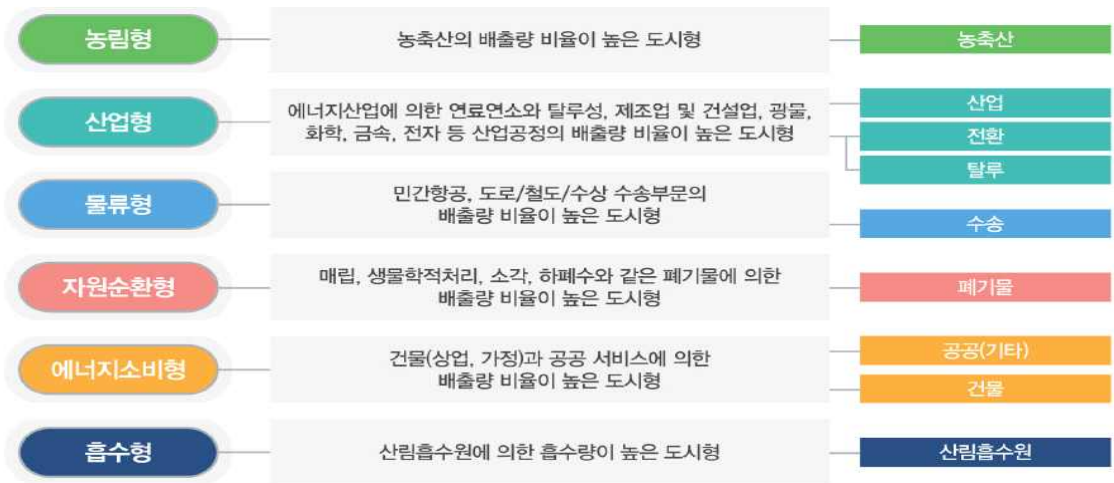 농림형
농축산의 배출량 비율이 높은 도시형
농축산
산업형
에너지산업에 의한 연료연소와 탈루성, 제조업 및 건설업, 광물,
화학, 금속, 전자 등 산업공정의 배출량 비율이 높은 도시형
산업
전환
탈루
물류형
민간항공, 도로/철도/수상 수송부문의
배출량 비율이 높은 도시형
수송
자원순환형
매립, 생물학적처리, 소각, 하폐수와 같은 폐기물에 의한
배출량 비율이 높은 도시형
폐기물
에너지소비형
건물(상업, 가정)과 공공 서비스에 의한
배출량 비율이 높은 도시형
공공(기타)
건물
흡수형
산림흡수원에 의한 흡수량이 높은 도시형
산림흡수원